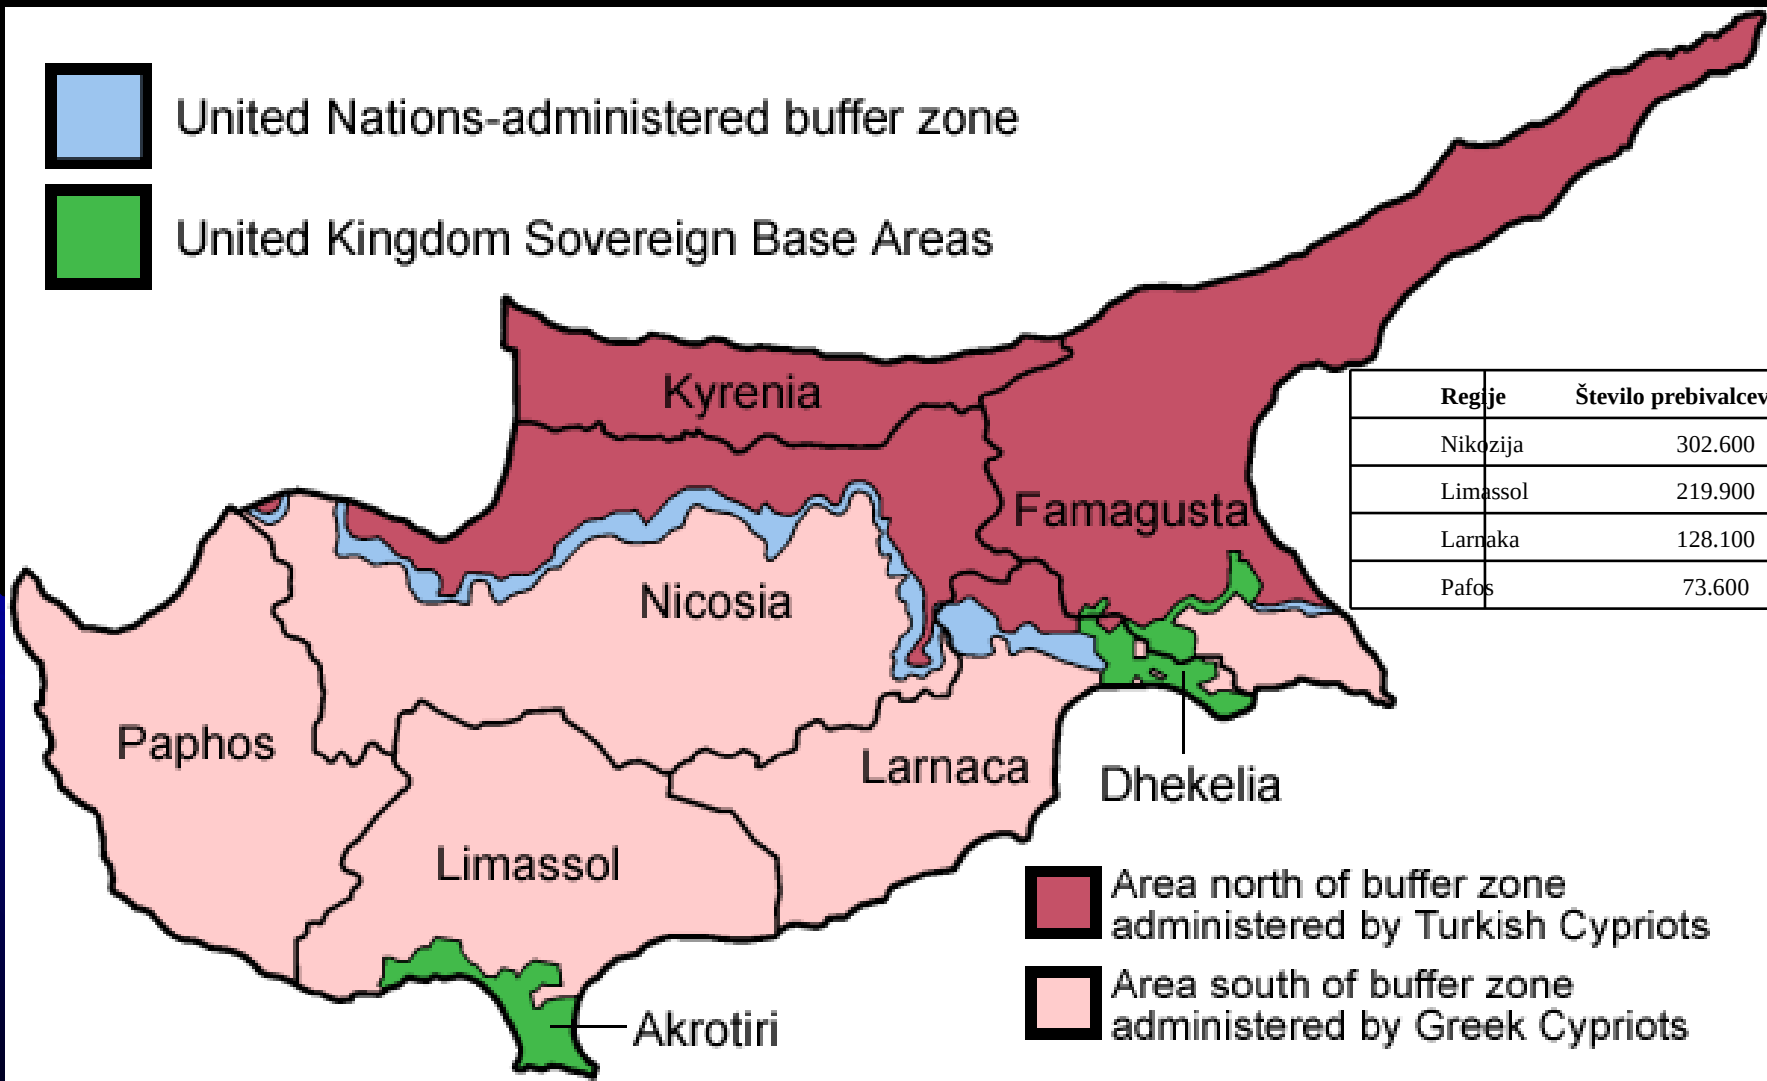 United Nations-administered buffer zone
United Kingdom Sovereign Base Areas
Kyrenia
Famagusta
Nicosia
Paphos
Larnaca
Dhekelia
Limassol
Akrotiri
Regije Število prebivalcev
Nikozija 302.600
Limassol 219.900
Larnaka 128.100
Pafos 73.600
Area north of buffer zone
administered by Turkish Cypriots
Area south of buffer zone
administered by Greek Cypriots